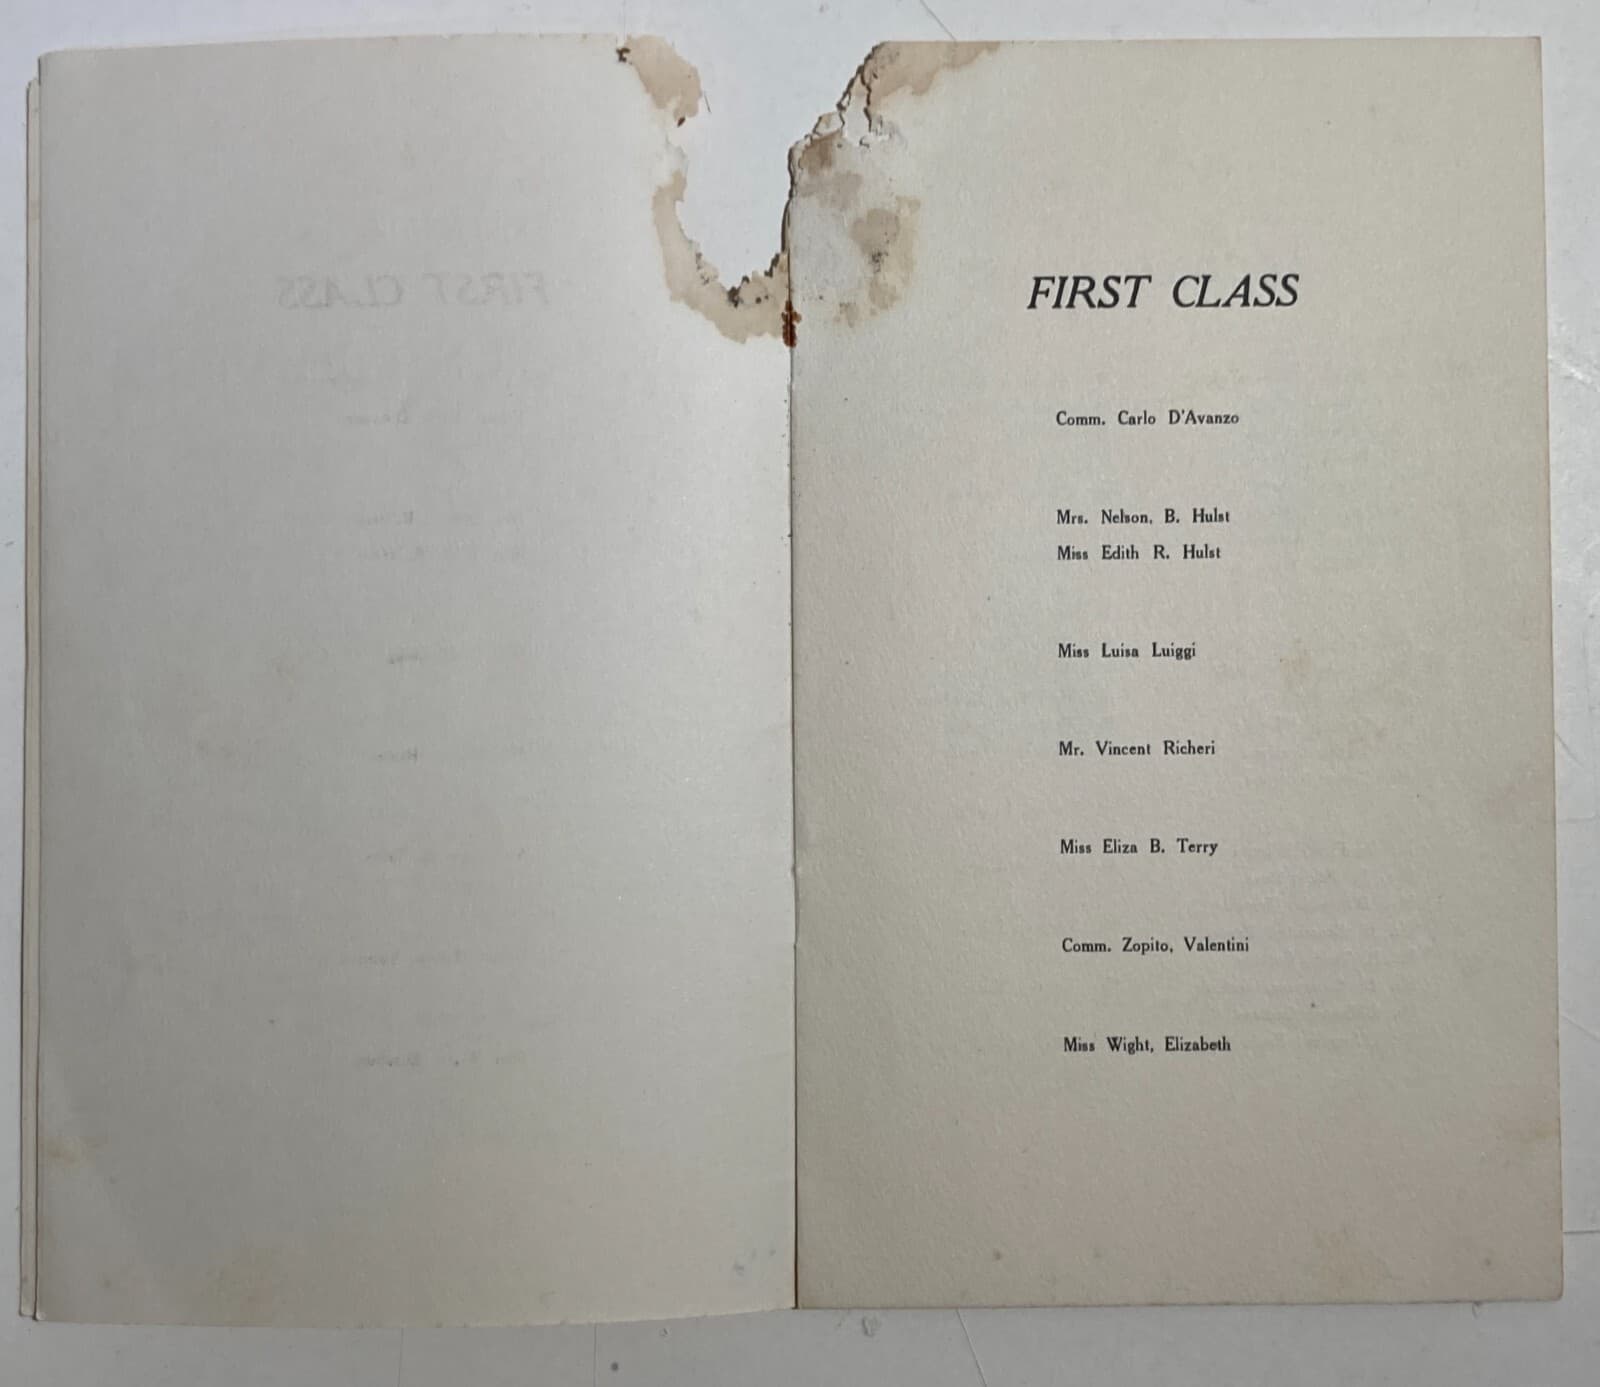 FIRST CLASS
Comm. Carlo D'Avanzo
Mrs. Nelson, B. Hulst
Miss Edith R. Hulst
Miss Luisa Luiggi
Mr. Vincent Richeri
Miss Eliza B. Terry
Comm. Zopito, Valentini
Miss Wight, Elizabeth